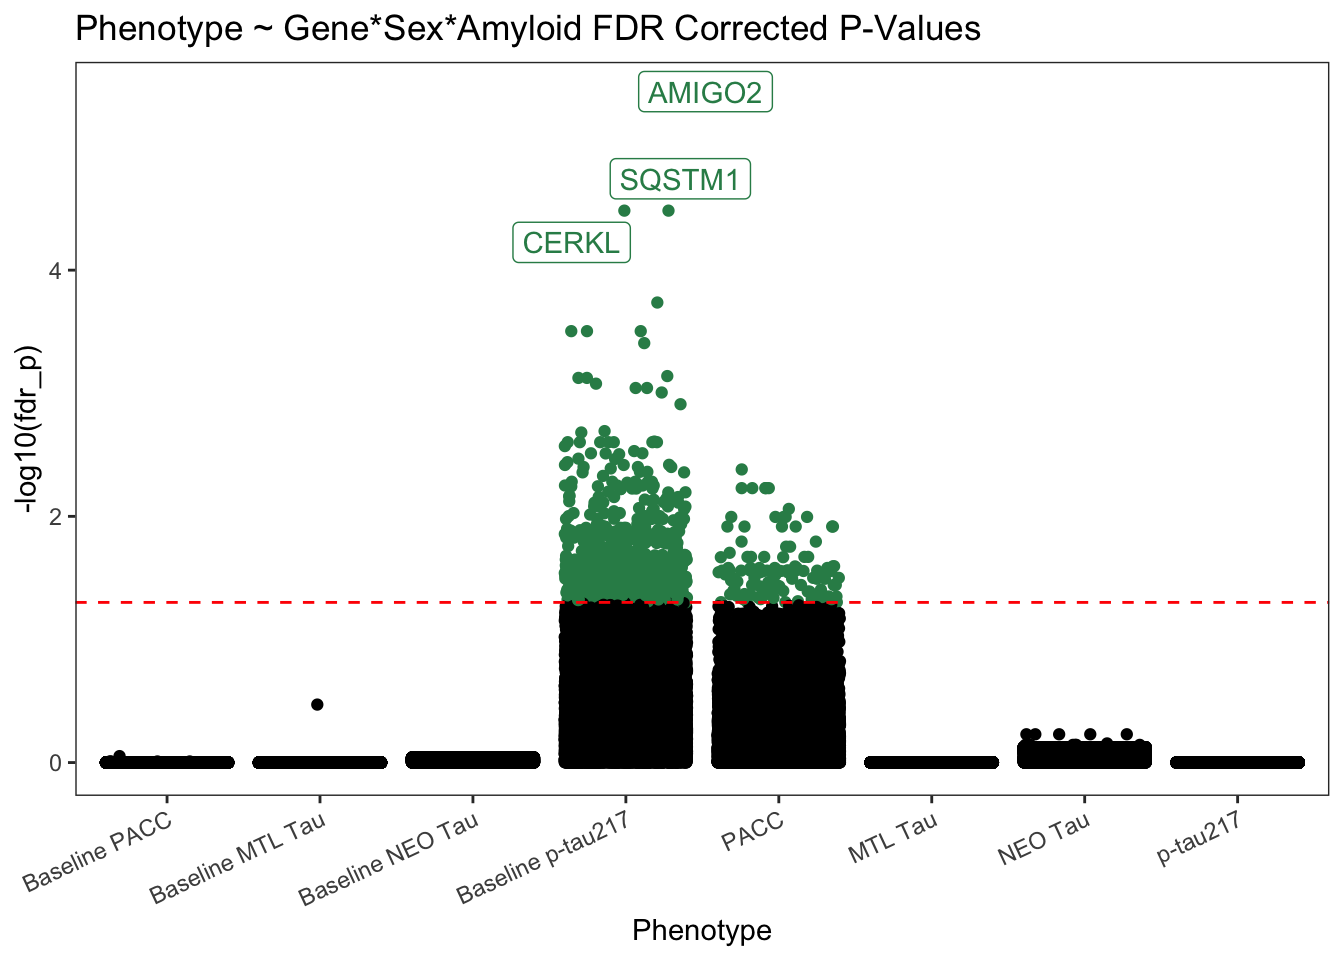 Phenotype ~ Gene*Sex*Amyloid FDR Corrected P-Values
AMIGO2
SQSTM1
CERKL
4
2
0
-log10(fdr_p)
Baseline PACC
Baseline MTL Tau
Baseline NEO Tau
Baseline p-tau217
PACC
MTL Tau
NEO Tau
p-tau217
Phenotype